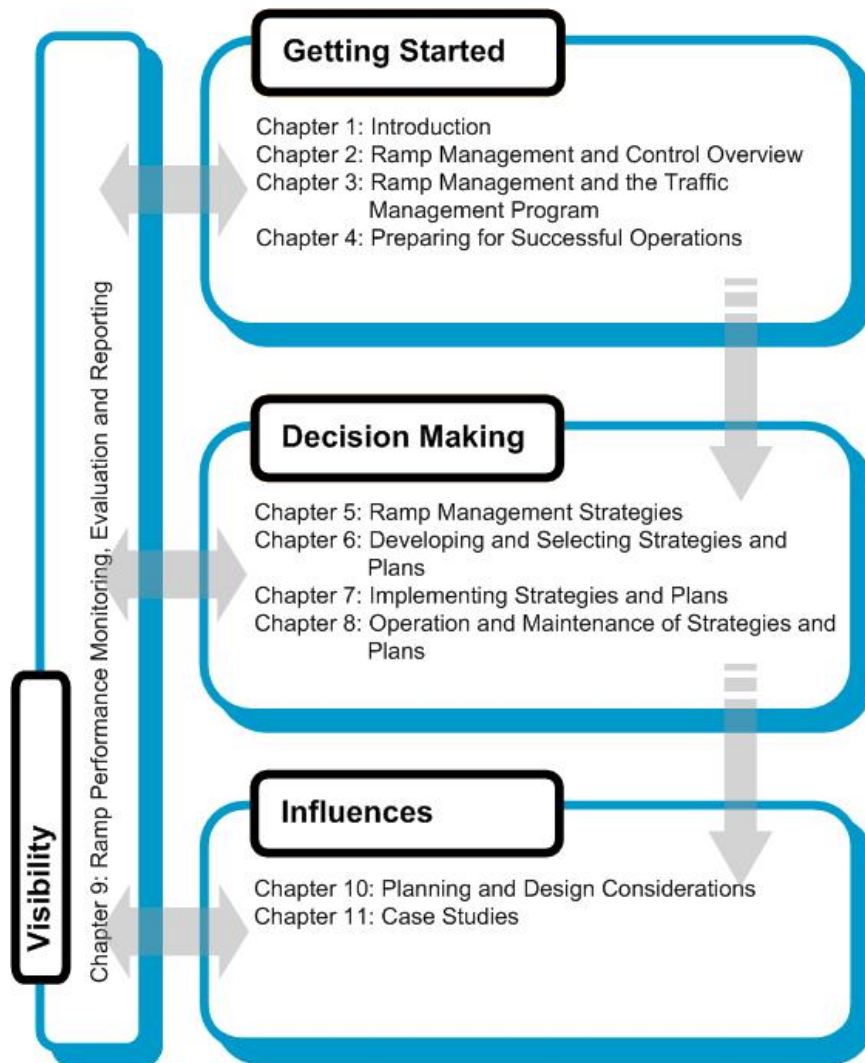 Getting Started
Chapter 1: Introduction
Chapter 2: Ramp Management and Control Overview
Chapter 3: Ramp Management and the Traffic
Management Program
Chapter 4: Preparing for Successful Operations
Decision Making
Chapter 5: Ramp Management Strategies
Chapter 6: Developing and Selecting Strategies and
Plans
Chapter 7: Implementing Strategies and Plans
Chapter 8: Operation and Maintenance of Strategies and
Plans
Influences
Chapter 10: Planning and Design Considerations
Chapter 11: Case Studies
Visibility
Chapter 9: Ramp Performance Monitoring, Evaluation and Reporting